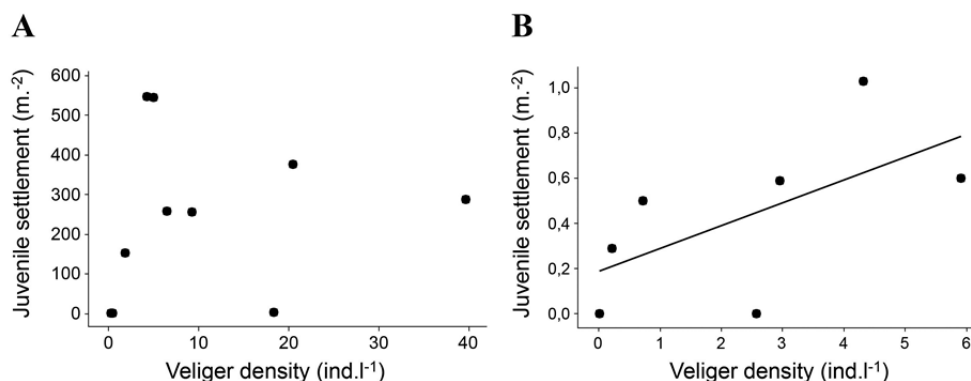 A
Juvenile settlement (m.-2)
600
500
400
300
200
100
0
0 10 20 30 40
Veliger density (ind.l-1)
B
Juvenile settlement (m.-2)
1,0
0,8
0,6
0,4
0,2
0,0
0 1 2 3 4 5 6
Veliger density (ind.l-1)